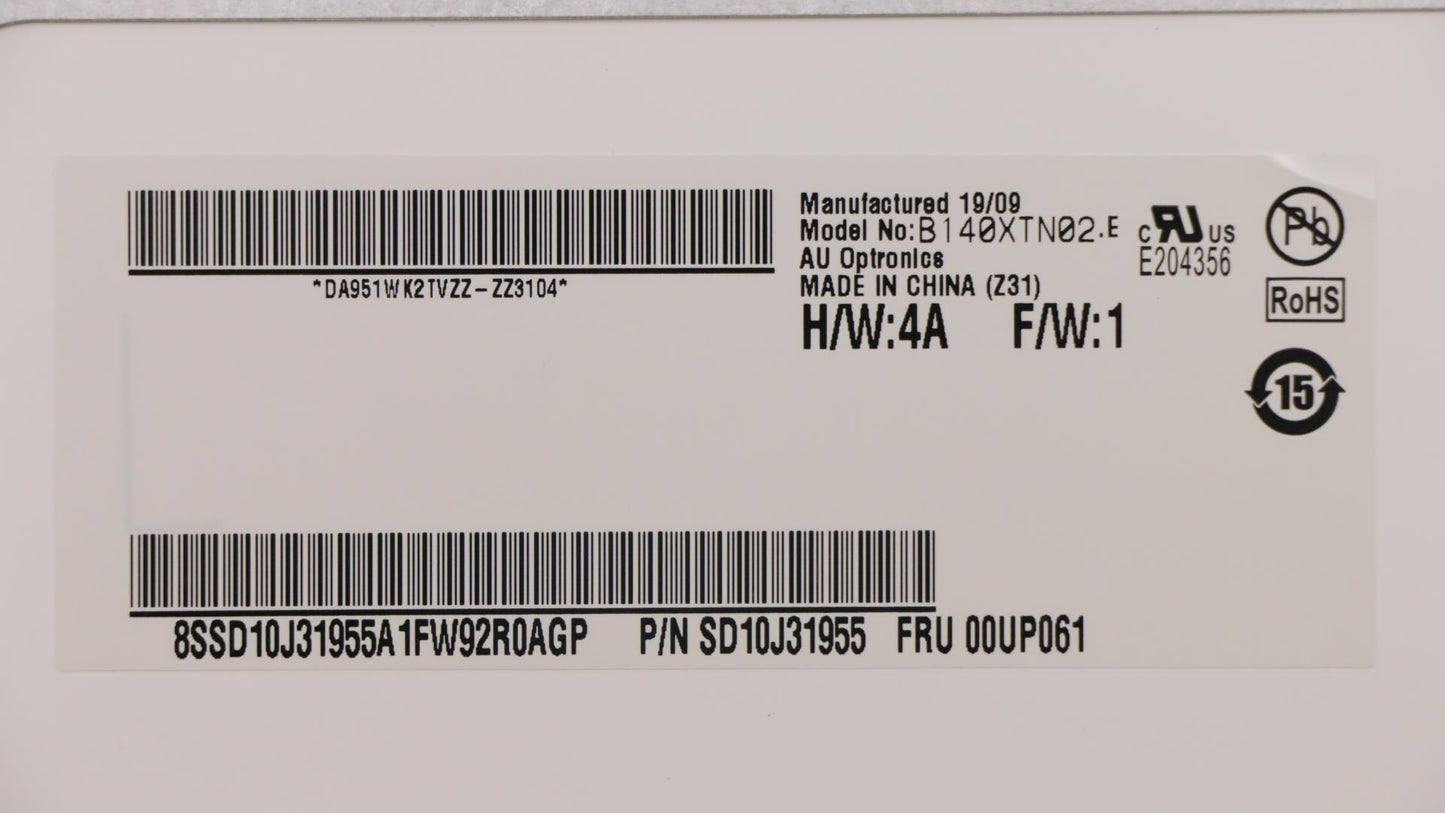 *DA951WK2TVZZ-ZZ3104*
Manufactured 19/09
Model No:B140XTN02.E
AU Optronics
MADE IN CHINA (Z31)
H/W:4A F/W:1
c RU US
E204356
Pb
RoHS
15
8SSD10J31955A1FW92R0AGP P/N SD10J31955 FRU 00UP061